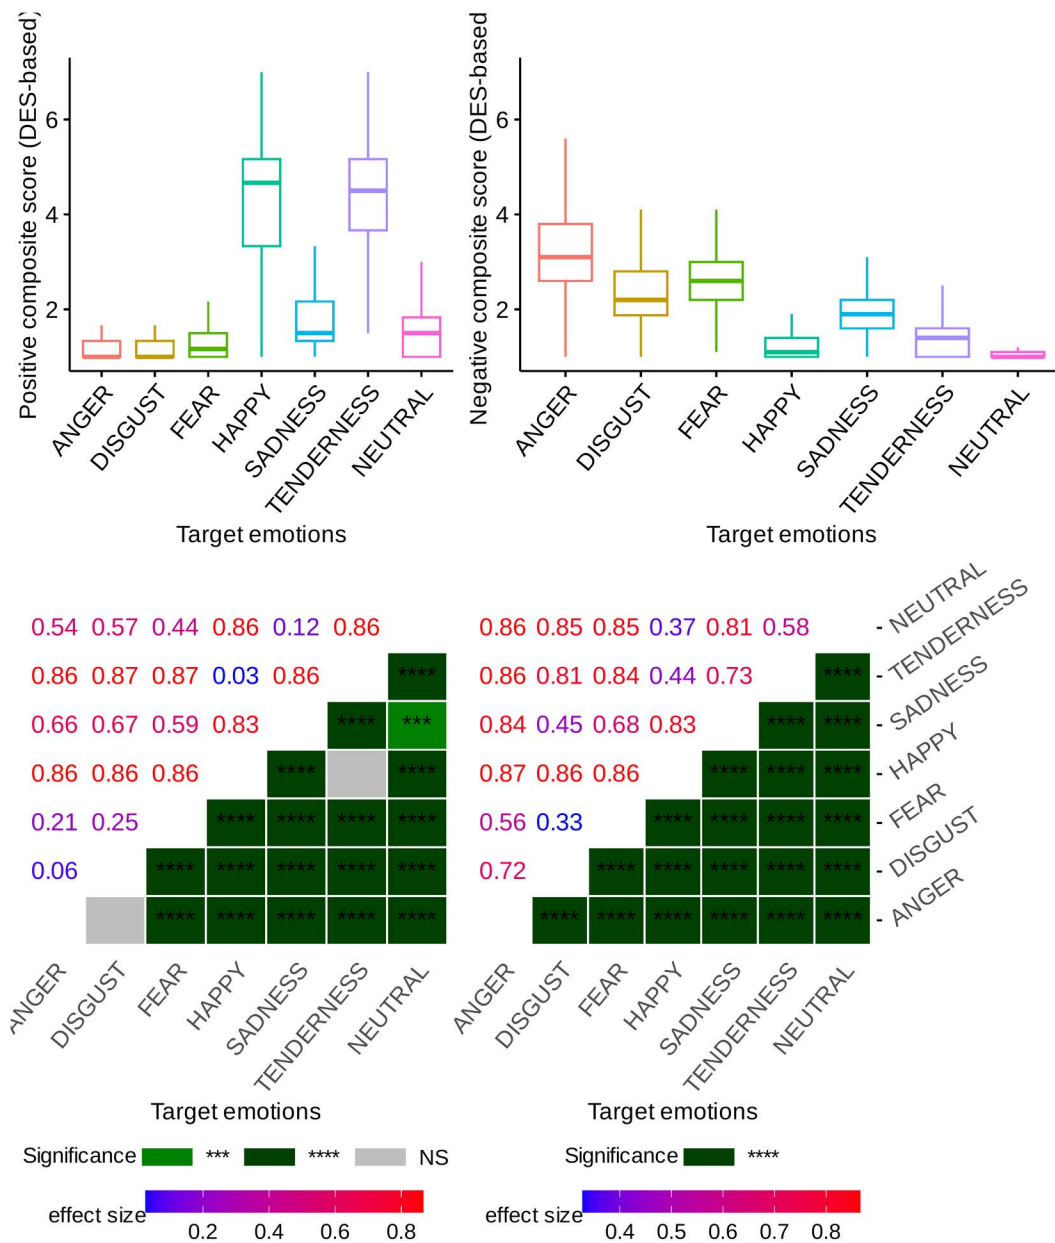 Positive composite score (DES-based)
6
4
2
ANGER
DISGUST
FEAR
HAPPY
SADNESS
TENDERNESS
NEUTRAL
Target emotions
Negative composite score (DES-based
6
4
2
ANGER
DISGUST
FEAR
HAPPY
SADNESS
TENDERNESS
NEUTRAL
Target emotions
0.54 0.57 0.44 0.86 0.12 0.86
0.86 0.87 0.87 0.03 0.86 ****
0.66 0.67 0.59 0.83 **** ***
0.86 0.86 0.86 **** ****
0.21 0.25 **** **** **** ****
0.06 **** **** **** **** ****
**** **** **** **** ****
ANGER
DISGUST
FEAR
HAPPY
SADNESS
TENDERNESS
NEUTRAL
Target emotions
Significance *** **** NS
effect size
0.2 0.4 0.6 0.8
0.86 0.85 0.85 0.37 0.81 0.58
0.86 0.81 0.84 0.44 0.73 ****
0.84 0.45 0.68 0.83 **** ****
0.87 0.86 0.86 **** **** ****
0.56 0.33 **** **** **** ****
0.72 **** **** **** **** ****
**** **** **** **** **** ****
NEUTRAL
TENDERNESS
SADNESS
HAPPY
FEAR
DISGUST
ANGER
ANGER
DISGUST
FEAR
HAPPY
SADNESS
TENDERNESS
NEUTRAL
Target emotions
Significance ****
effect size
0.4 0.5 0.6 0.7 0.8